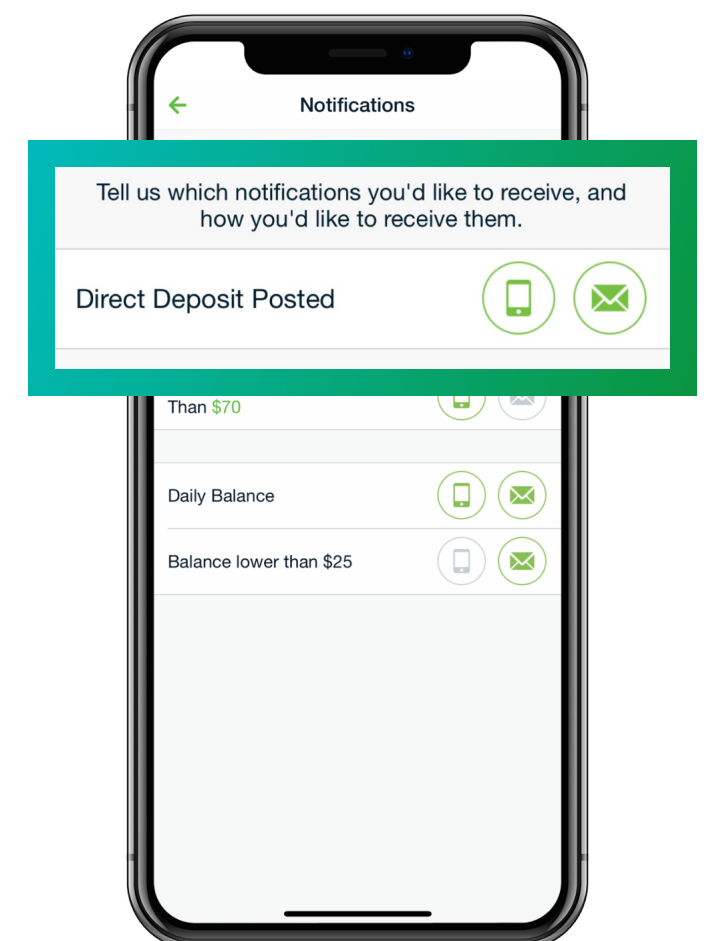 Notifications
Tell us which notifications you'd like to receive, and
how you'd like to receive them.
Direct Deposit Posted
Than $70
Daily Balance
Balance lower than $25